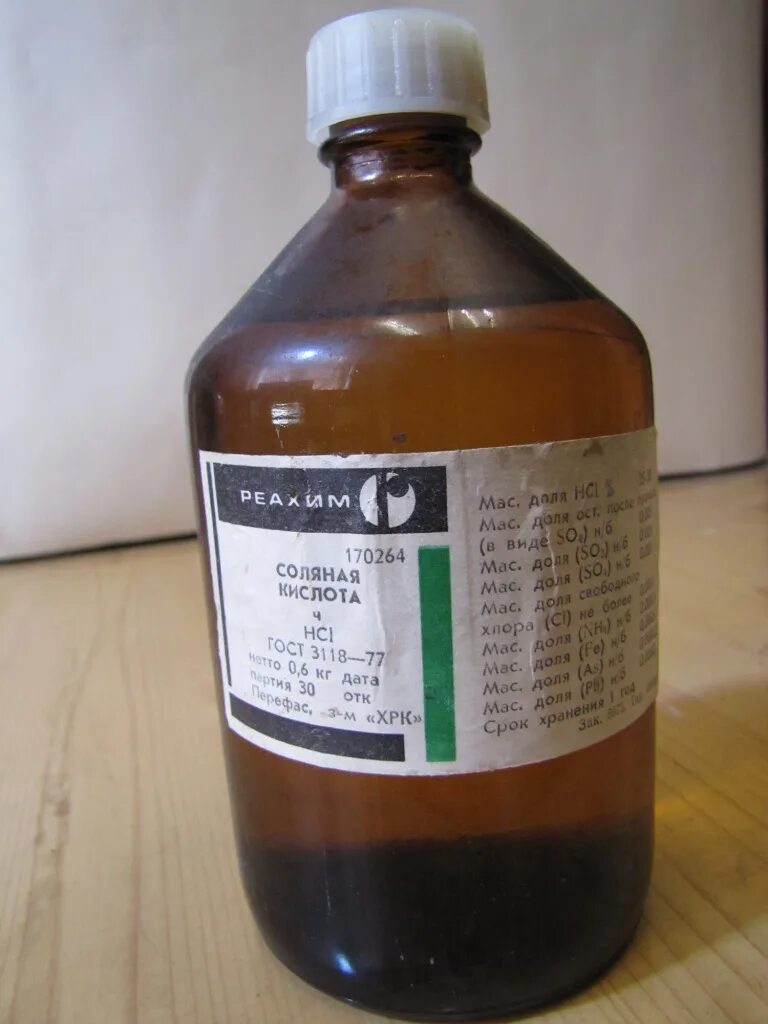 РЕАХИМ
170264
СОЛЯНАЯ
КИСЛОТА
ч
HCl
ГОСТ 3118—77
нетто 0,6 кг дата
партия 30 отк
Перефас. з-м «ХРК»
Мас. доля HCl %
Мас. доля ост. после
(в виде SO₄) н/б
Мас. доля (SO₃) н/б
Мас. доля (SO₄) н/б
Мас. доля свободного
хлора (Cl) не более
Мас. доля (NH₄) н/б
Мас. доля (Fe) н/б
Мас. доля (As) н/б
Мас. доля (Pb) н/б
Срок хранения 1 год
Зак.